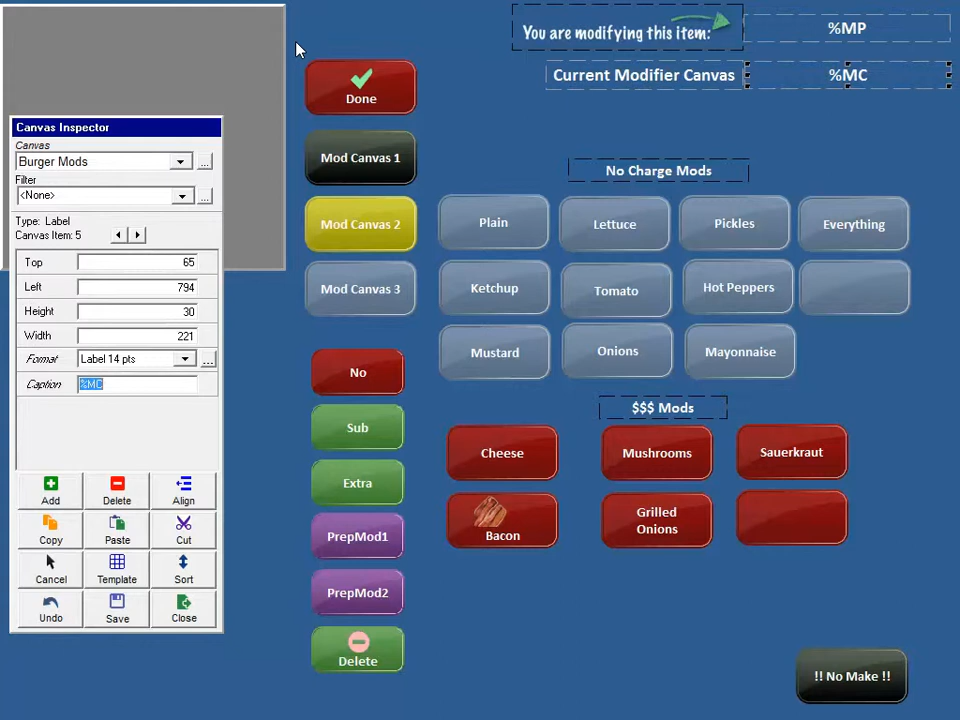 You are modifying this item:
%MP
Current Modifier Canvas
%MC
Canvas Inspector
Canvas
Burger Mods
...
Filter
<None>
...
Type: Label
Canvas Item: 5
Top
65
Left
794
Height
30
Width
221
Format
Label 14 pts
...
Caption
%MC
Add
Delete
Align
Copy
Paste
Cut
Cancel
Template
Sort
Undo
Save
Close
Done
Mod Canvas 1
Mod Canvas 2
Mod Canvas 3
No
Sub
Extra
PrepMod1
PrepMod2
Delete
No Charge Mods
Plain
Lettuce
Pickles
Everything
Ketchup
Tomato
Hot Peppers
Mustard
Onions
Mayonnaise
$$$ Mods
Cheese
Mushrooms
Sauerkraut
Bacon
Grilled
Onions
!! No Make !!